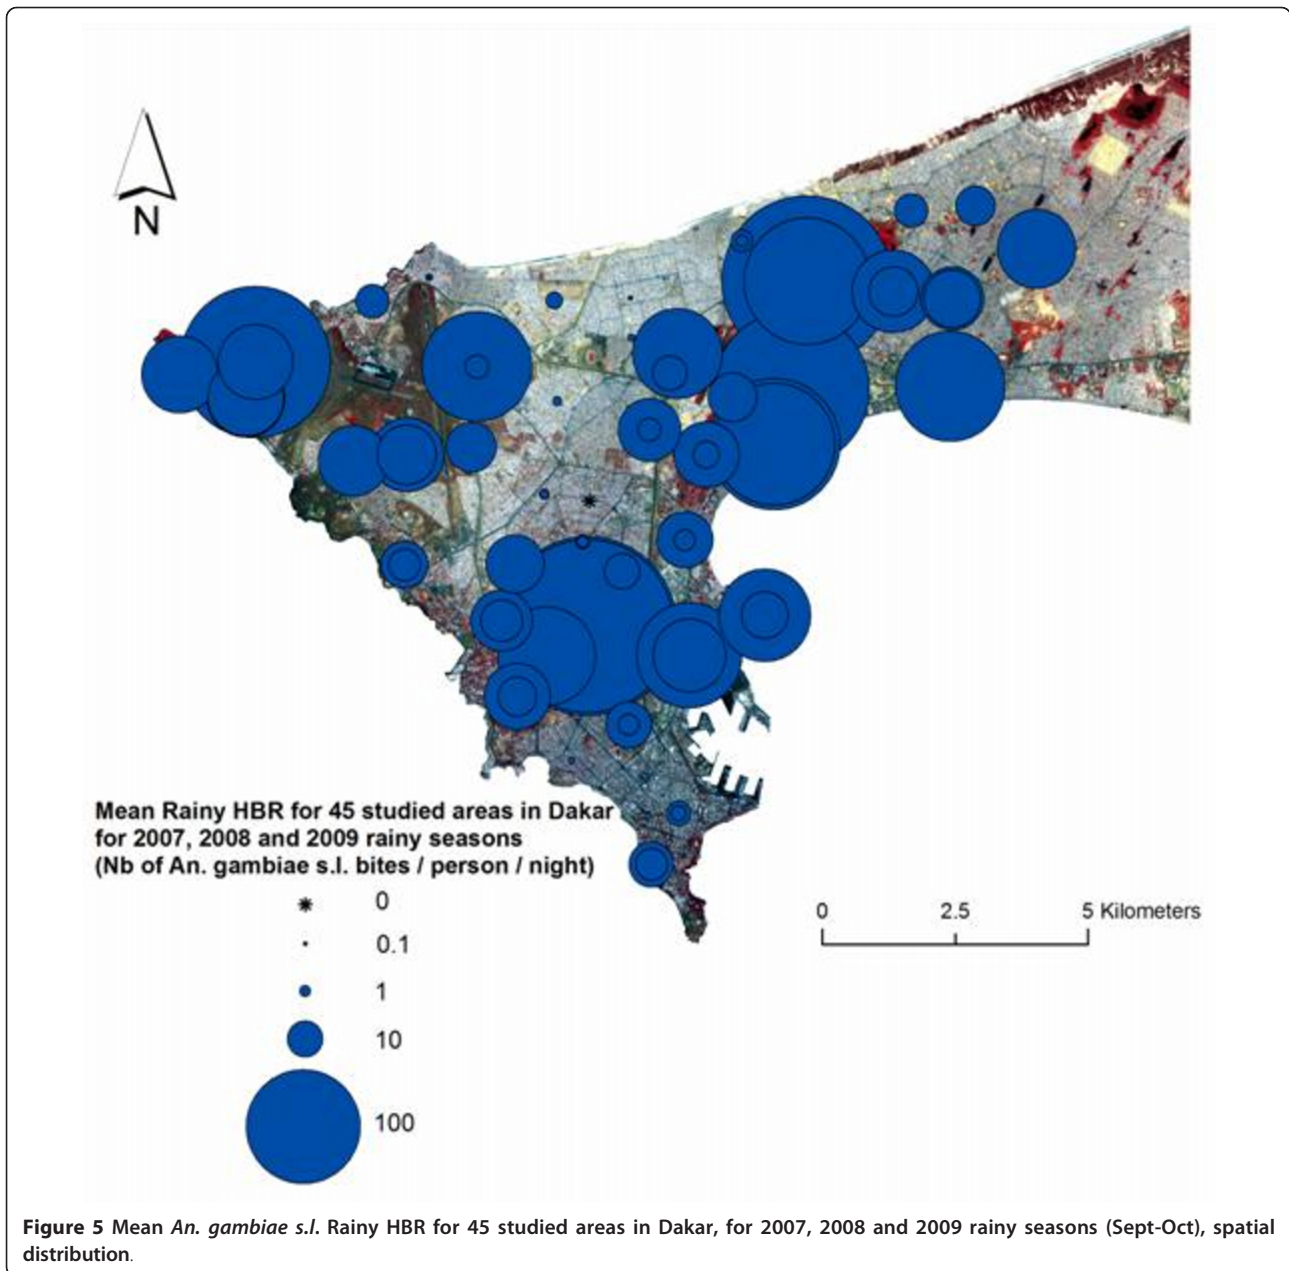 N
Mean Rainy HBR for 45 studied areas in Dakar
for 2007, 2008 and 2009 rainy seasons
(Nb of An. gambiae s.l. bites / person / night)
0
0.1
1
10
100
0 2.5 5 Kilometers
Figure 5 Mean An. gambiae s.l. Rainy HBR for 45 studied areas in Dakar, for 2007, 2008 and 2009 rainy seasons (Sept-Oct), spatial
distribution.